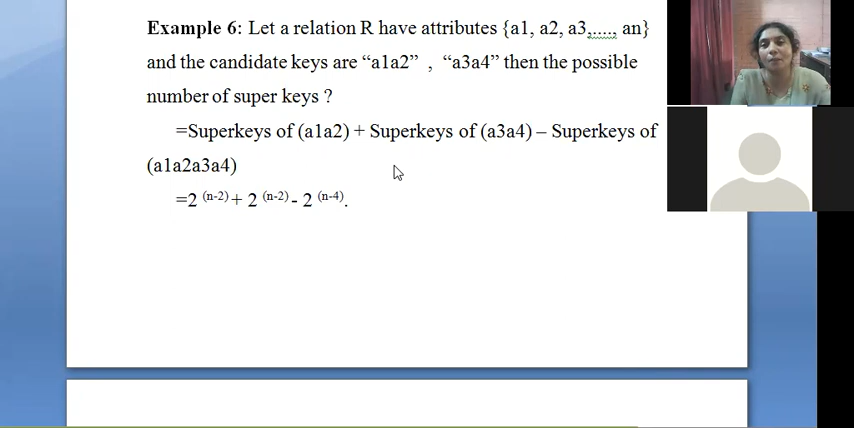 Example 6: Let a relation R have attributes {a1, a2, a3,....., an}
and the candidate keys are “a1a2” , “a3a4” then the possible
number of super keys ?
=Superkeys of (a1a2) + Superkeys of (a3a4) – Superkeys of
(a1a2a3a4)
=2 (n-2) + 2 (n-2) - 2 (n-4).